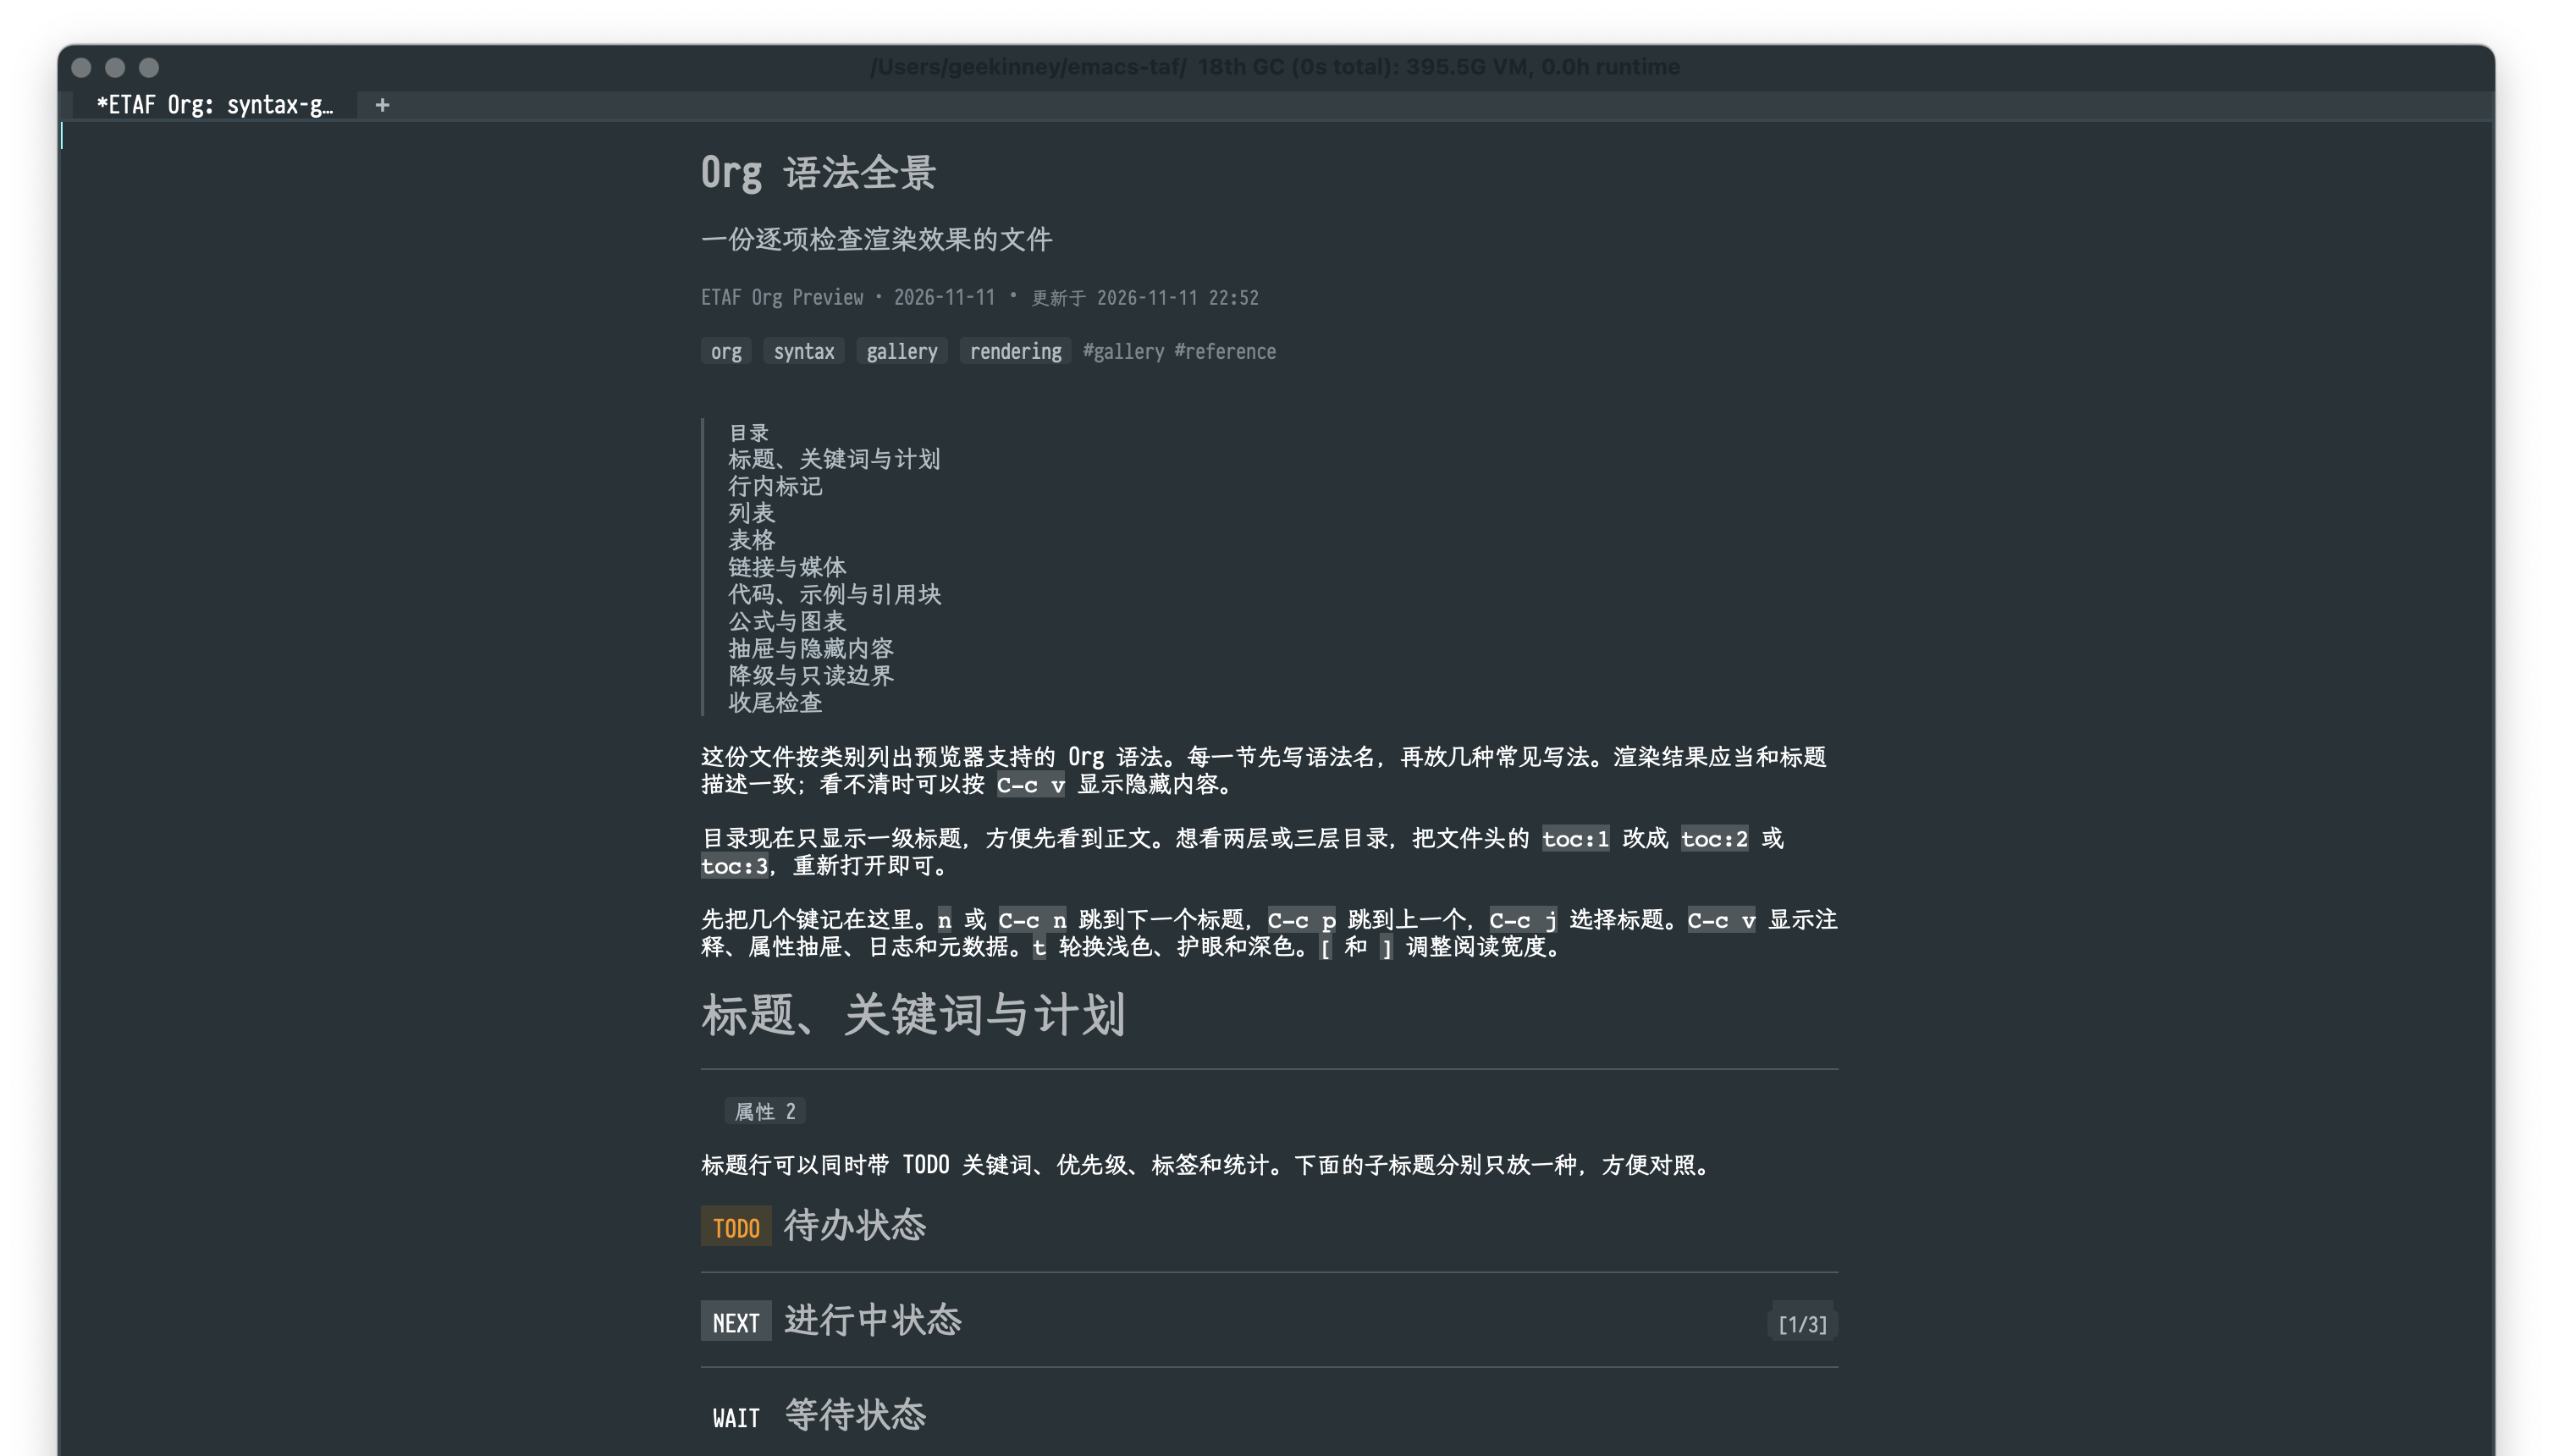 /Users/geekinney/emacs-taf/ 18th GC (0s total): 395.5G VM, 0.0h runtime
*ETAF Org: syntax-g… +
Org 语法全景
一份逐项检查渲染效果的文件
ETAF Org Preview • 2026-11-11 • 更新于 2026-11-11 22:52
org syntax gallery rendering #gallery #reference
目录
标题、关键词与计划
行内标记
列表
表格
链接与媒体
代码、示例与引用块
公式与图表
抽屉与隐藏内容
降级与只读边界
收尾检查
这份文件按类别列出预览器支持的 Org 语法。每一节先写语法名，再放几种常见写法。渲染结果应当和标题
描述一致；看不清时可以按 C-c v 显示隐藏内容。
目录现在只显示一级标题，方便先看到正文。想看两层或三层目录，把文件头的 toc:1 改成 toc:2 或
toc:3，重新打开即可。
先把几个键记在这里。n 或 C-c n 跳到下一个标题，C-c p 跳到上一个，C-c j 选择标题。C-c v 显示注
释、属性抽屉、日志和元数据。t 轮换浅色、护眼和深色。[ 和 ] 调整阅读宽度。
标题、关键词与计划
属性 2
标题行可以同时带 TODO 关键词、优先级、标签和统计。下面的子标题分别只放一种，方便对照。
TODO 待办状态
NEXT 进行中状态 [1/3]
WAIT 等待状态